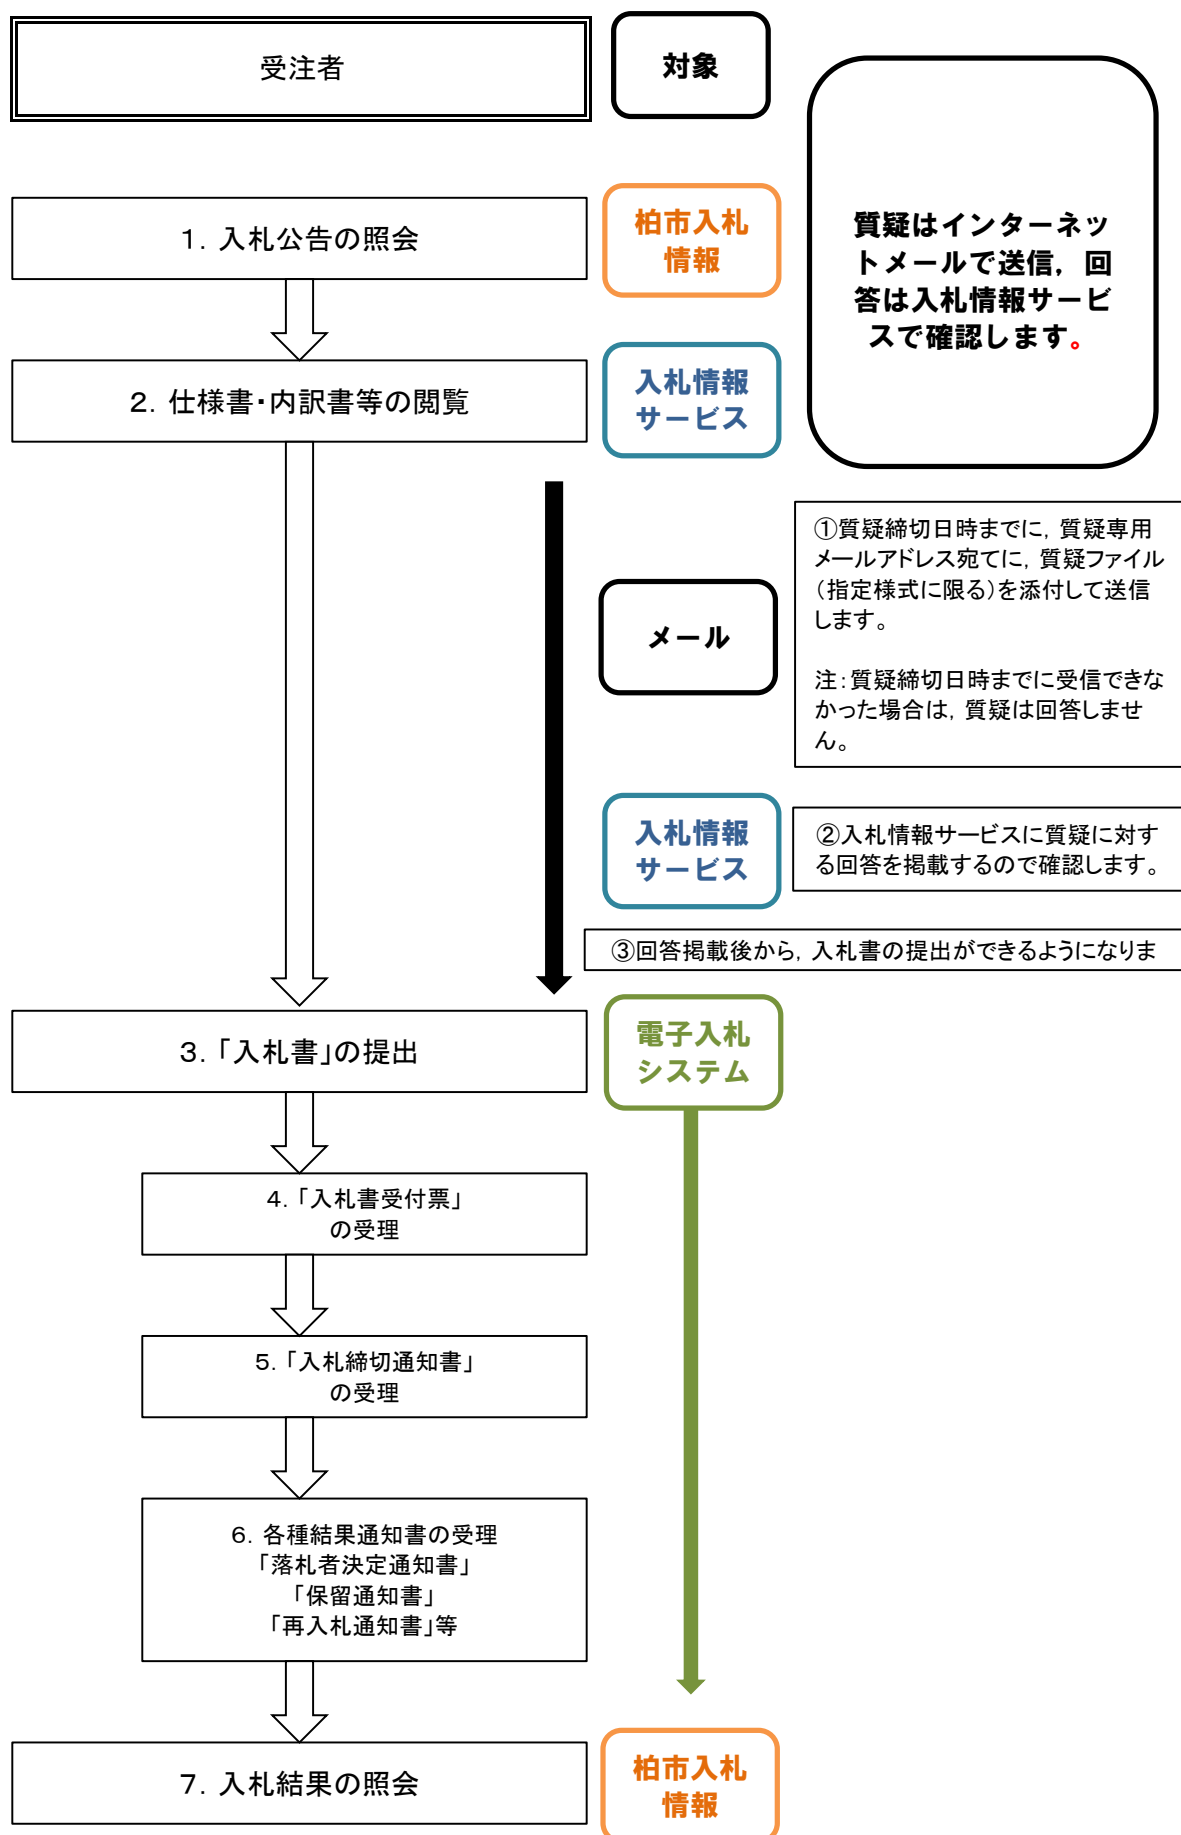 受注者
対象
質疑はインターネッ
トメールで送信，回
答は入札情報サービ
スで確認します。
1．入札公告の照会
柏市入札
情報
2．仕様書・内訳書等の閲覧
入札情報
サービス
①質疑締切日時までに，質疑専用
メールアドレス宛てに，質疑ファイル
（指定様式に限る）を添付して送信
します。
メール
注：質疑締切日時までに受信できな
かった場合は，質疑は回答しませ
ん。
入札情報
サービス
②入札情報サービスに質疑に対す
る回答を掲載するので確認します。
③回答掲載後から，入札書の提出ができるようになりま
3．「入札書」の提出
電子入札
システム
4．「入札書受付票」
の受理
5．「入札締切通知書」
の受理
6．各種結果通知書の受理
「落札者決定通知書」
「保留通知書」
「再入札通知書」等
7．入札結果の照会
柏市入札
情報